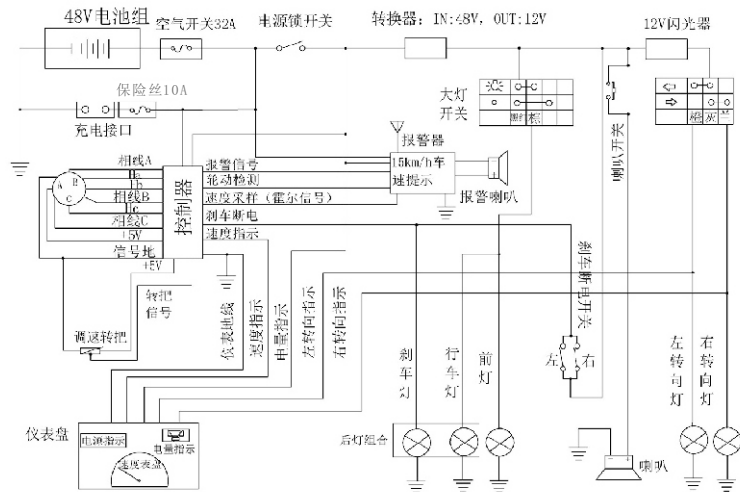 48V电池组
空气开关32A
电源锁开关
转换器：IN:48V，OUT:12V
12V闪光器
保险丝10A
充电接口
大灯
开关
棕
橙 灰 兰
喇叭开关
报警器
15km/h车
速提示
报警喇叭
相线A
Ha
Hb
相线B
Hc
相线C
+5V
信号地
+5V
A
B
C
控制器
报警信号
轮动检测
速度采样（霍尔信号）
刹车断电
速度指示
转把
信号
调速转把
仪表地线
速度指示
电量指示
左转向指示
右转向指示
刹车断电开关
左
右
刹车灯
行车灯
前灯
左转向灯
右转向灯
仪表盘
电源指示
电量指示
速度表盘
后灯组合
喇叭